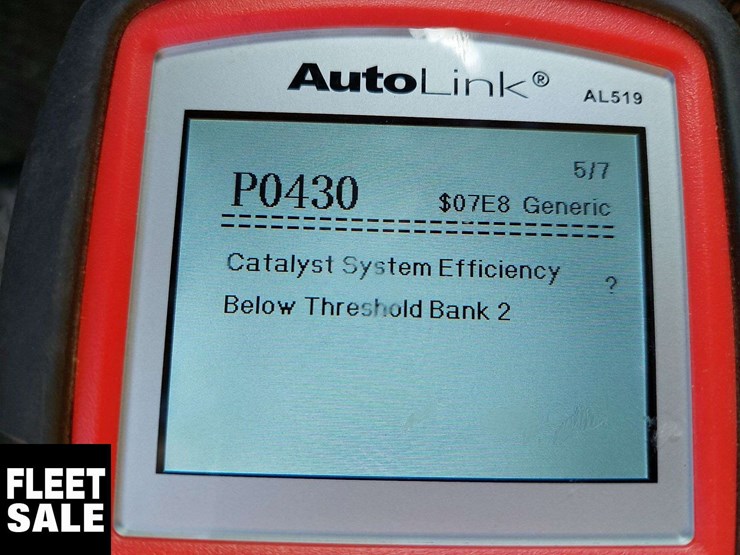 AutoLink®
AL519
5/7
P0430
$07E8 Generic
Catalyst System Efficiency
?
Below Threshold Bank 2
FLEET
SALE